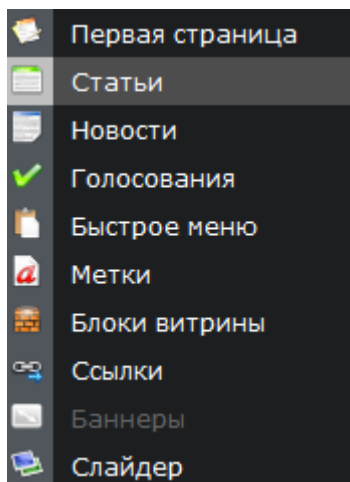 Первая страница
Статьи
Новости
Голосования
Быстрое меню
Метки
Блоки витрины
Ссылки
Баннеры
Слайдер